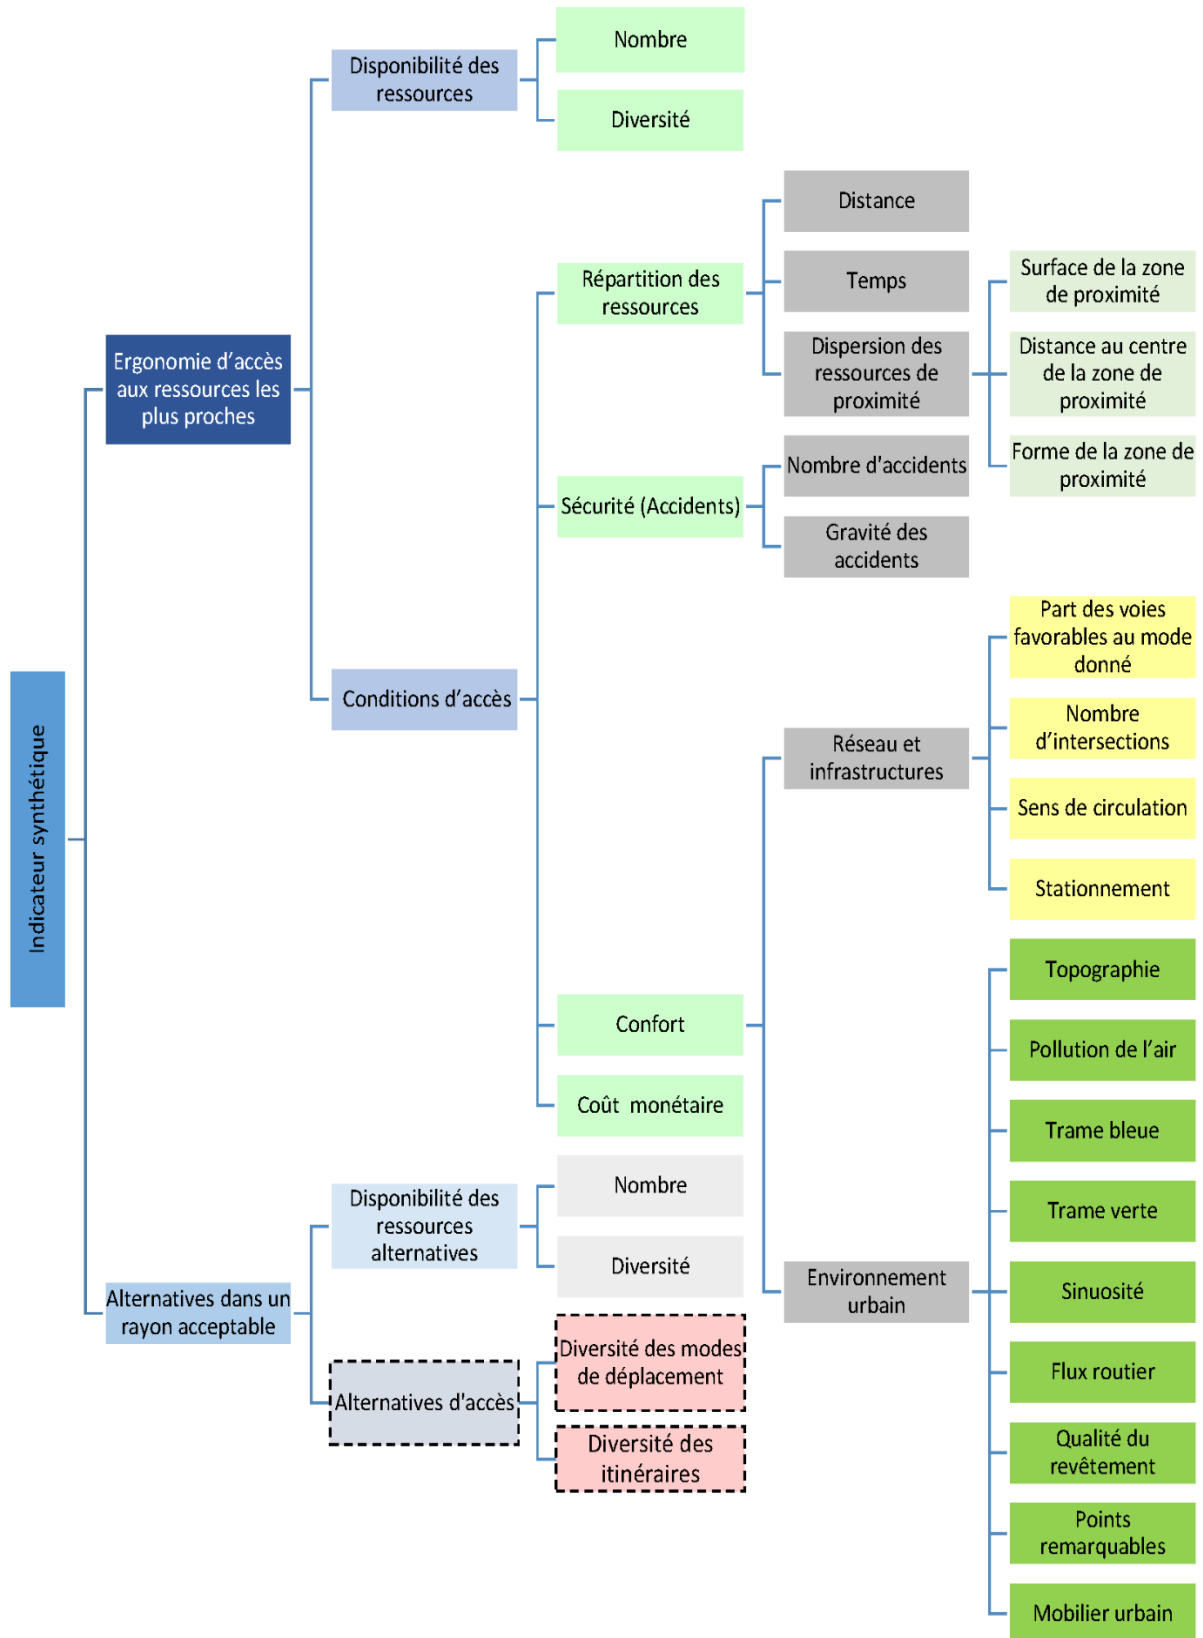 Indicateur synthétique
Ergonomie d’accès
aux ressources les
plus proches
Disponibilité des
ressources
Nombre
Diversité
Conditions d’accès
Répartition des
ressources
Distance
Temps
Dispersion des
ressources de
proximité
Surface de la zone
de proximité
Distance au centre
de la zone de
proximité
Forme de la zone de
proximité
Sécurité (Accidents)
Nombre d'accidents
Gravité des
accidents
Confort
Réseau et
infrastructures
Part des voies
favorables au mode
donné
Nombre
d’intersections
Sens de circulation
Stationnement
Environnement
urbain
Topographie
Pollution de l’air
Trame bleue
Trame verte
Sinuosité
Flux routier
Qualité du
revêtement
Points
remarquables
Mobilier urbain
Coût monétaire
Alternatives dans un
rayon acceptable
Disponibilité des
ressources
alternatives
Nombre
Diversité
Alternatives d'accès
Diversité des modes
de déplacement
Diversité des
itinéraires